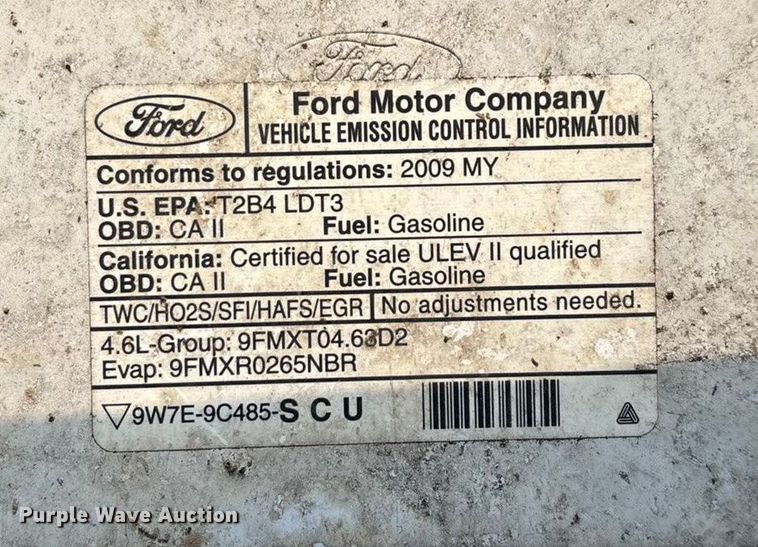 Ford
Ford
Ford Motor Company
VEHICLE EMISSION CONTROL INFORMATION
Conforms to regulations: 2009 MY
U.S. EPA: T2B4 LDT3
OBD: CA II Fuel: Gasoline
California: Certified for sale ULEV II qualified
OBD: CA II Fuel: Gasoline
TWC/HO2S/SFI/HAFS/EGR No adjustments needed.
4.6L-Group: 9FMXT04.63D2
Evap: 9FMXR0265NBR
9W7E-9C485-SCU
Purple Wave Auction